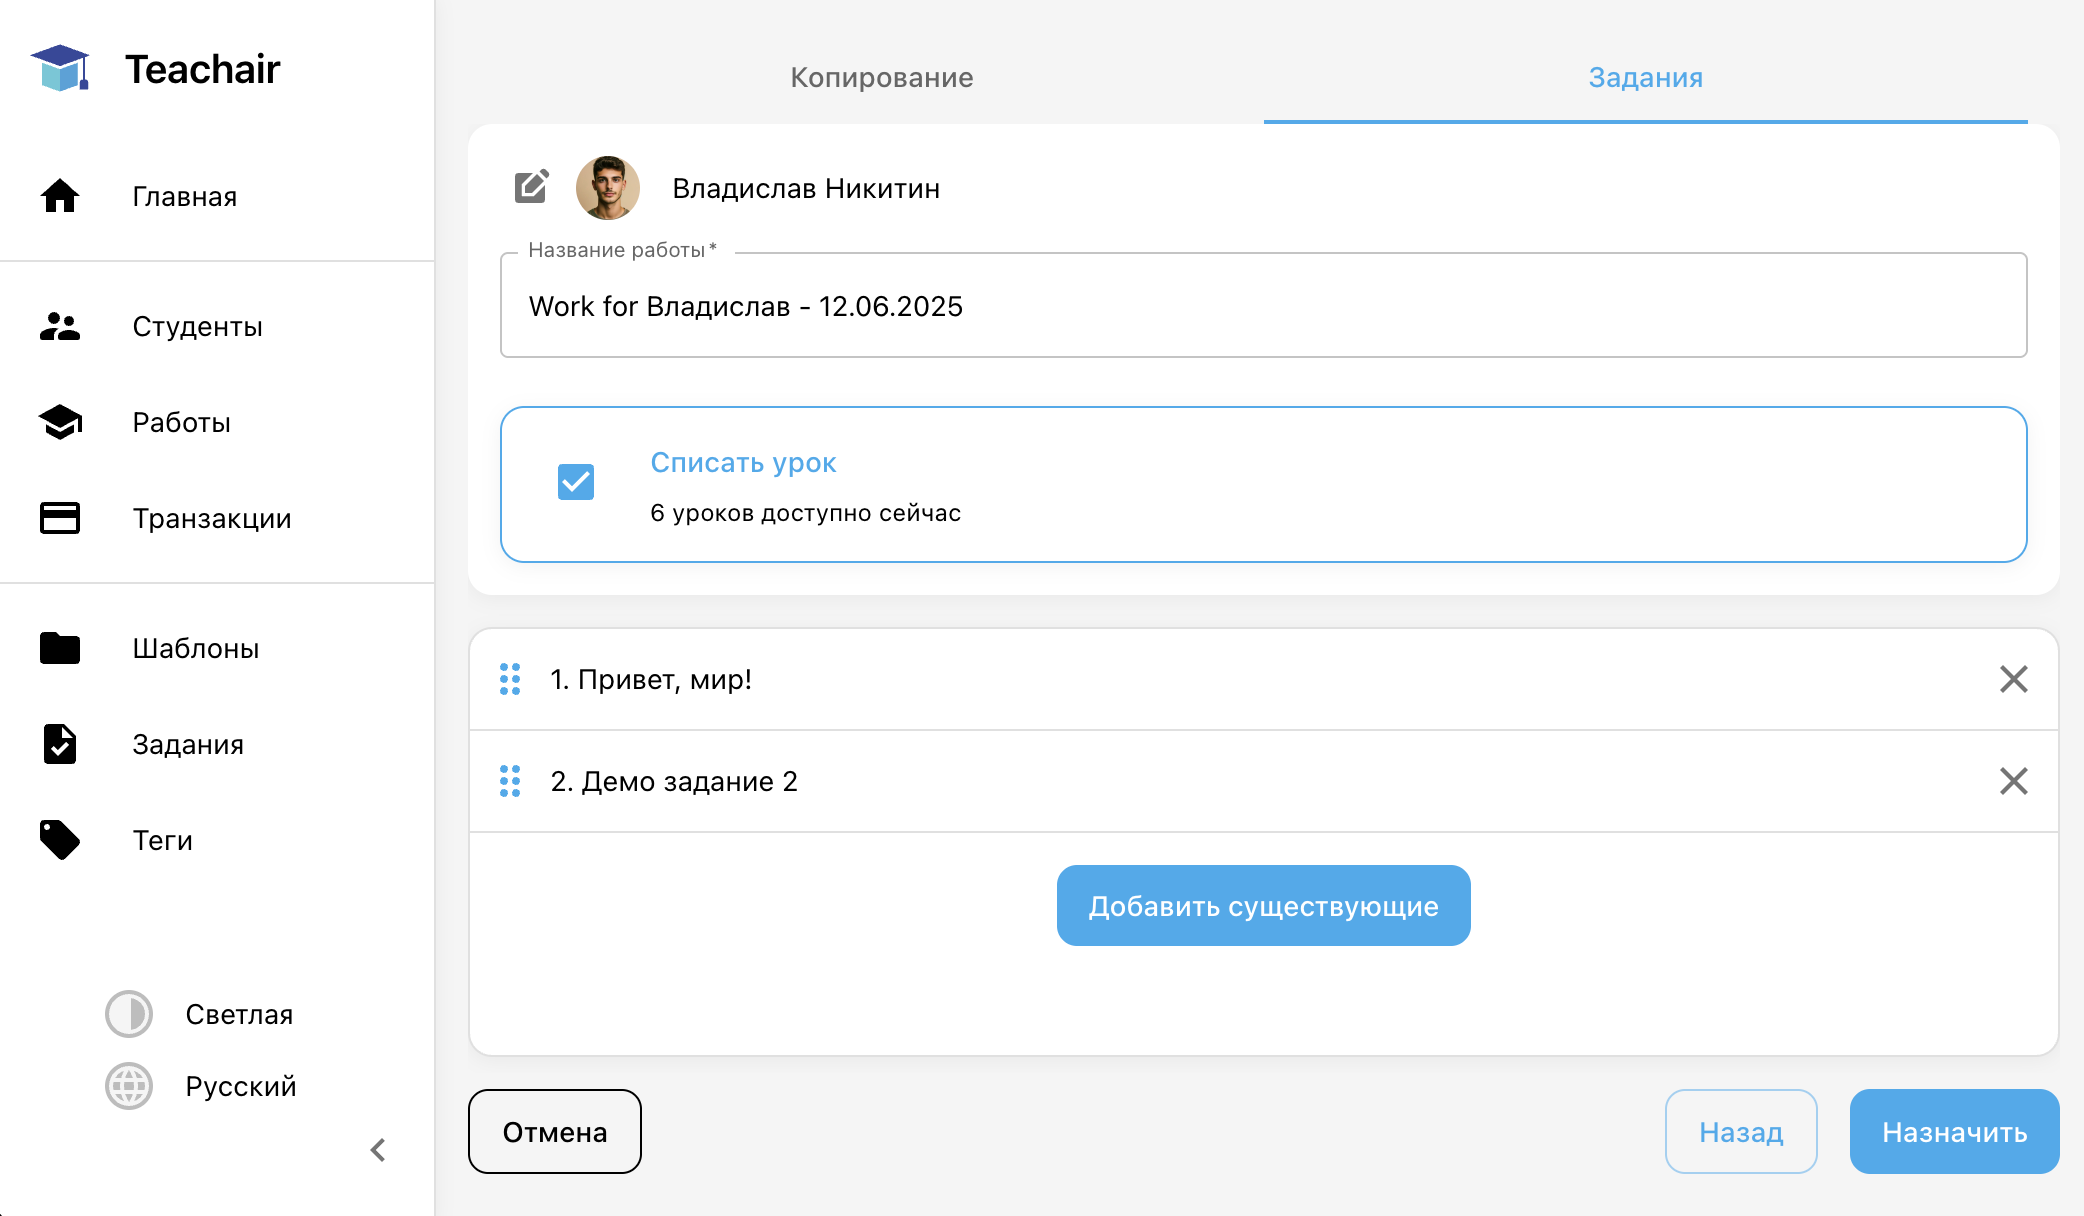 Teachair
Главная
Студенты
Работы
Транзакции
Шаблоны
Задания
Теги
Светлая
Русский
Копирование
Задания
Владислав Никитин
Название работы *
Work for Владислав - 12.06.2025
Списать урок
6 уроков доступно сейчас
1. Привет, мир!
2. Демо задание 2
Добавить существующие
Отмена
Назад
Назначить